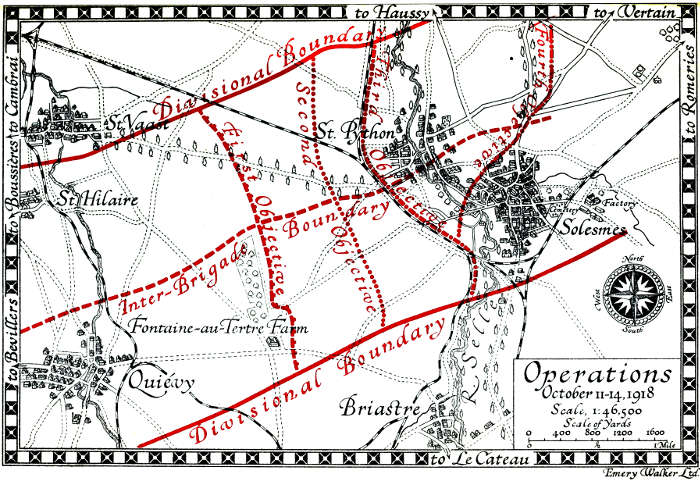 to Haussy
to Vertain
to Romeries
to Boussières to Cambrai
to Bevillers
Divisional Boundary
Third Objective
Fourth Objective
Second Objective
First Objective
St. Vaast
St. Python
St. Hilaire
Inter-Brigade Boundary
Factory
Solesmes
Fontaine-au-Tertre Farm
Quiévy
Divisional Boundary
R. Selle
Briastre
North
West
East
South
Operations
October 11-14, 1918
Scale, 1:46,500
Scale of Yards
0 400 800 1200 1600
½ 1 Mile
to Le Cateau
Emery Walker Ltd.